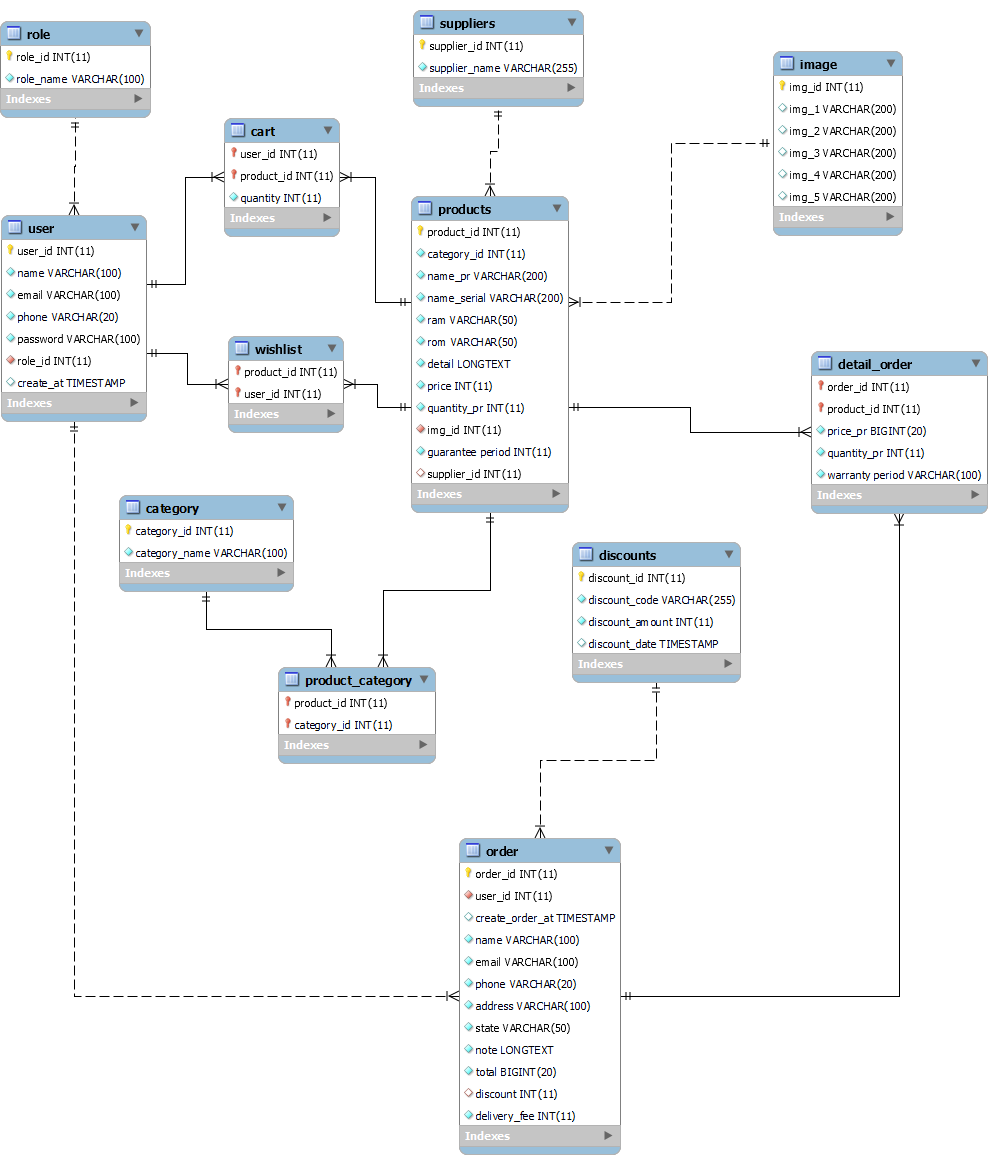 role
role_id INT(11)
role_name VARCHAR(100)
Indexes
suppliers
supplier_id INT(11)
supplier_name VARCHAR(255)
Indexes
image
img_id INT(11)
img_1 VARCHAR(200)
img_2 VARCHAR(200)
img_3 VARCHAR(200)
img_4 VARCHAR(200)
img_5 VARCHAR(200)
Indexes
cart
user_id INT(11)
product_id INT(11)
quantity INT(11)
Indexes
user
user_id INT(11)
name VARCHAR(100)
email VARCHAR(100)
phone VARCHAR(20)
password VARCHAR(100)
role_id INT(11)
create_at TIMESTAMP
Indexes
products
product_id INT(11)
category_id INT(11)
name_pr VARCHAR(200)
name_serial VARCHAR(200)
ram VARCHAR(50)
rom VARCHAR(50)
detail LONGTEXT
price INT(11)
quantity_pr INT(11)
img_id INT(11)
guarantee period INT(11)
supplier_id INT(11)
Indexes
wishlist
product_id INT(11)
user_id INT(11)
Indexes
detail_order
order_id INT(11)
product_id INT(11)
price_pr BIGINT(20)
quantity_pr INT(11)
warranty period VARCHAR(100)
Indexes
category
category_id INT(11)
category_name VARCHAR(100)
Indexes
discounts
discount_id INT(11)
discount_code VARCHAR(255)
discount_amount INT(11)
discount_date TIMESTAMP
Indexes
product_category
product_id INT(11)
category_id INT(11)
Indexes
order
order_id INT(11)
user_id INT(11)
create_order_at TIMESTAMP
name VARCHAR(100)
email VARCHAR(100)
phone VARCHAR(20)
address VARCHAR(100)
state VARCHAR(50)
note LONGTEXT
total BIGINT(20)
discount INT(11)
delivery_fee INT(11)
Indexes